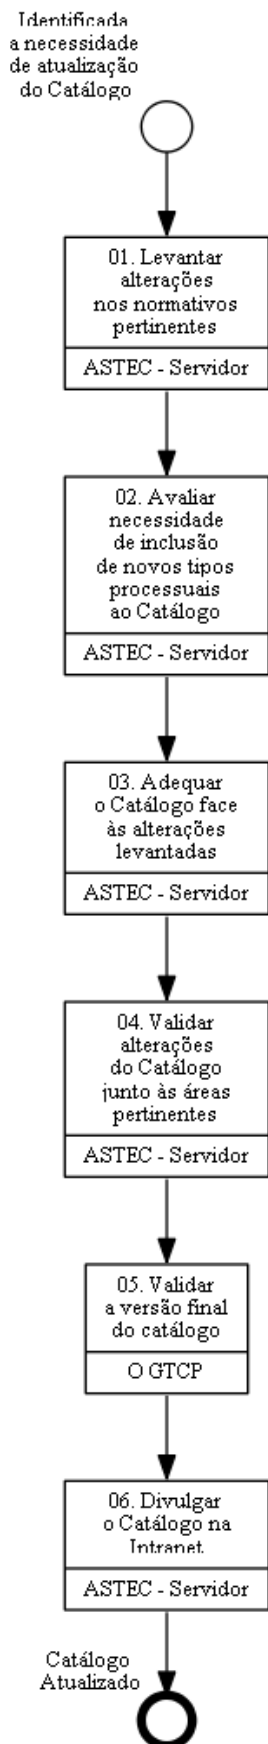 Identificada
a necessidade
de atualização
do Catálogo
01. Levantar
alterações
nos normativos
pertinentes
ASTEC - Servidor
02. Avaliar
necessidade
de inclusão
de novos tipos
processuais
ao Catálogo
ASTEC - Servidor
03. Adequar
o Catálogo face
às alterações
levantadas
ASTEC - Servidor
04. Validar
alterações
do Catálogo
junto às áreas
pertinentes
ASTEC - Servidor
05. Validar
a versão final
do catálogo
O GTCP
06. Divulgar
o Catálogo na
Intranet
ASTEC - Servidor
Catálogo
Atualizado